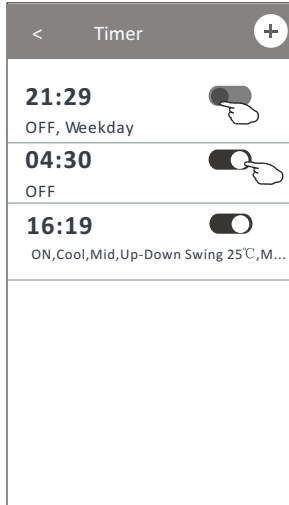 < Timer +
21:29
OFF, Weekday
04:30
OFF
16:19
ON,Cool,Mid,Up-Down Swing 25℃,M...